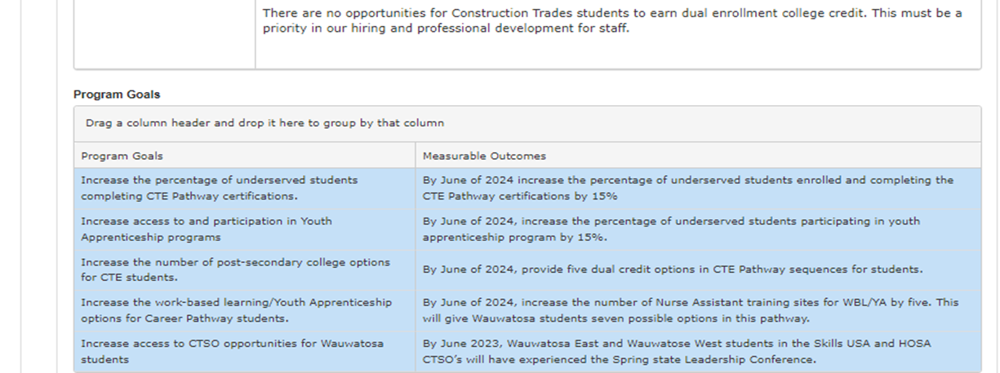 There are no opportunities for Construction Trades students to earn dual enrollment college credit. This must be a
priority in our hiring and professional development for staff.
Program Goals
Drag a column header and drop it here to group by that column
Program Goals
Measurable Outcomes
Increase the percentage of underserved students
completing CTE Pathway certifications.
By June of 2024 increase the percentage of underserved students enrolled and completing the
CTE Pathway certifications by 15%
Increase access to and participation in Youth
Apprenticeship programs
By June of 2024, increase the percentage of underserved students participating in youth
apprenticeship program by 15%.
Increase the number of post-secondary college options
for CTE students.
By June of 2024, provide five dual credit options in CTE Pathway sequences for students.
Increase the work-based learning/Youth Apprenticeship
options for Career Pathway students.
By June of 2024, increase the number of Nurse Assistant training sites for WBL/YA by five. This
will give Wauwatosa students seven possible options in this pathway.
Increase access to CTSO opportunities for Wauwatosa
students
By June 2023, Wauwatosa East and Wauwatose West students in the Skills USA and HOSA
CTSO's will have experienced the Spring state Leadership Conference.